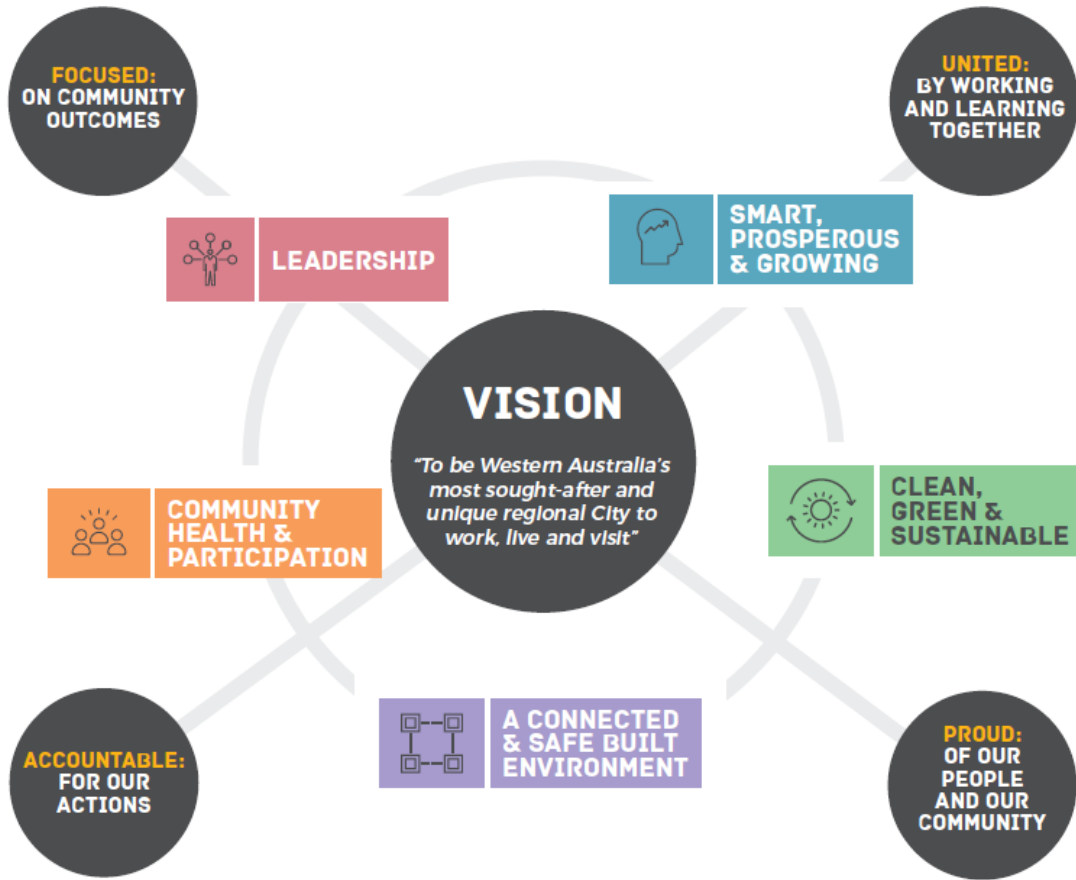 FOCUSED:
ON COMMUNITY
OUTCOMES
UNITED:
BY WORKING
AND LEARNING
TOGETHER
LEADERSHIP
SMART,
PROSPEROUS
& GROWING
VISION
"To be Western Australia's
most sought-after and
unique regional City to
work, live and visit"
COMMUNITY
HEALTH &
PARTICIPATION
CLEAN,
GREEN &
SUSTAINABLE
A CONNECTED
& SAFE BUILT
ENVIRONMENT
ACCOUNTABLE:
FOR OUR
ACTIONS
PROUD:
OF OUR
PEOPLE
AND OUR
COMMUNITY